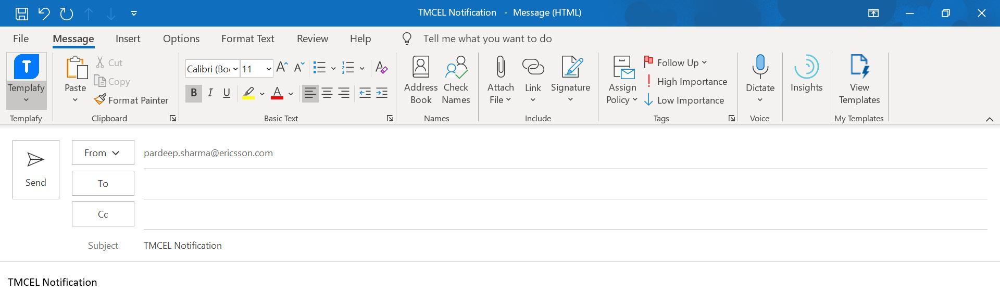 TMCEL Notification - Message (HTML)
File Message Insert Options Format Text Review Help Tell me what you want to do
Templafy
Paste
Cut
Copy
Format Painter
Calibri (Bo 11
B I U A
Address Book
Check Names
Attach File
Link
Signature
Assign Policy
Follow Up
High Importance
Low Importance
Dictate
Insights
View Templates
Templafy Clipboard Basic Text Names Include Tags Voice My Templates
Send
From pardeep.sharma@ericsson.com
To
Cc
Subject TMCEL Notification
TMCEL Notification